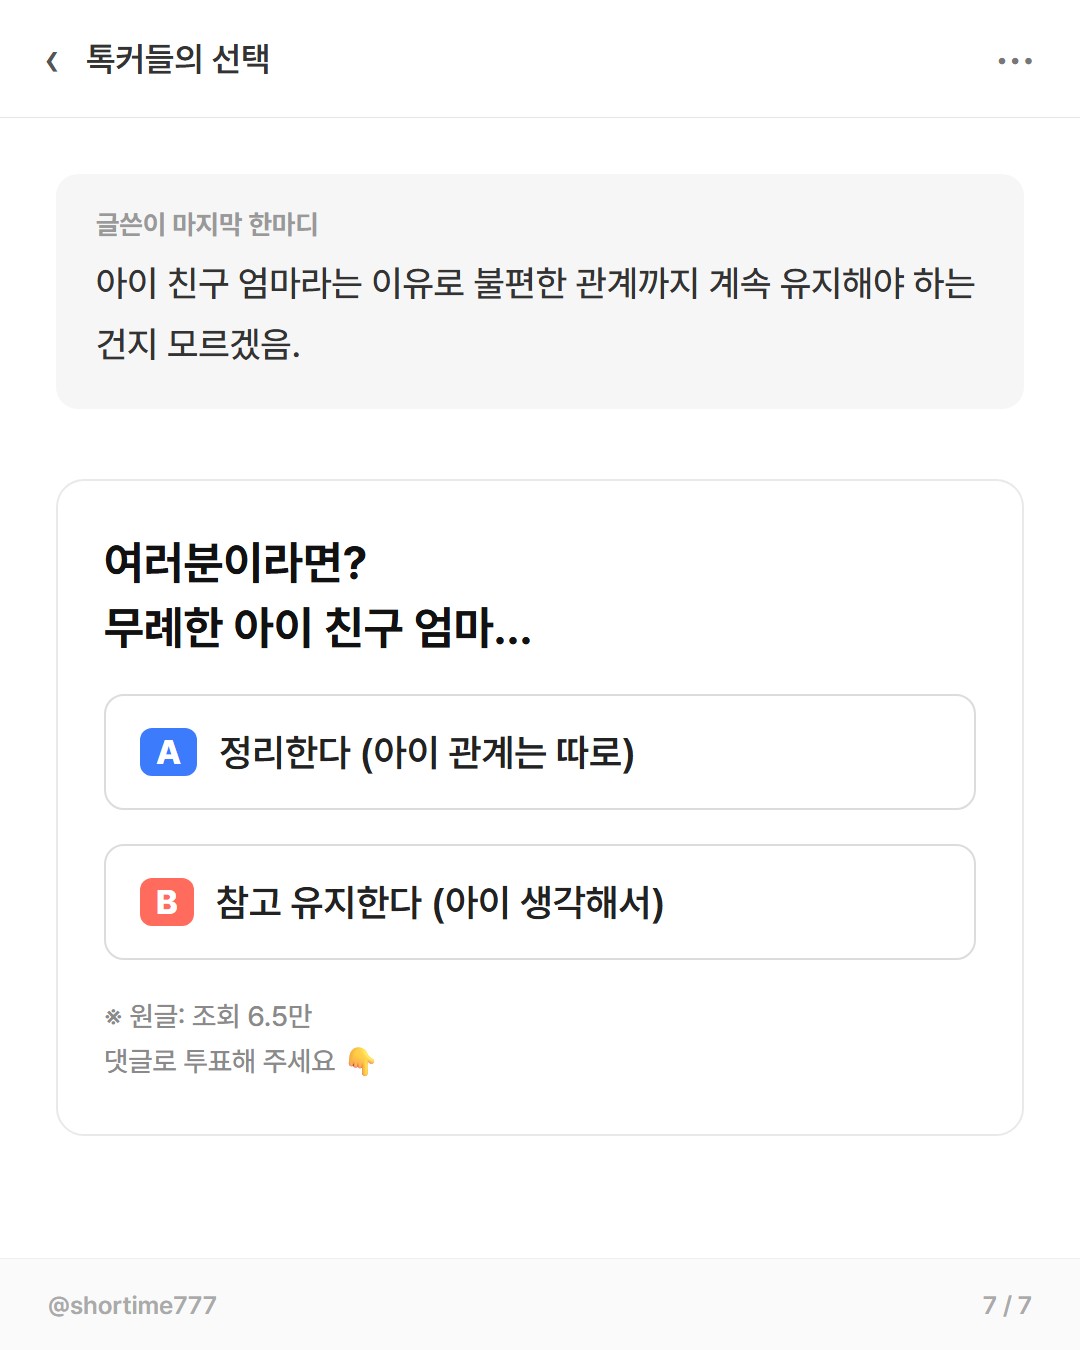 톡커들의 선택
글쓴이 마지막 한마디
아이 친구 엄마라는 이유로 불편한 관계까지 계속 유지해야 하는
건지 모르겠음.
여러분이라면?
무례한 아이 친구 엄마...
A 정리한다 (아이 관계는 따로)
B 참고 유지한다 (아이 생각해서)
※ 원글: 조회 6.5만
댓글로 투표해 주세요 👇
@shortime777
7 / 7